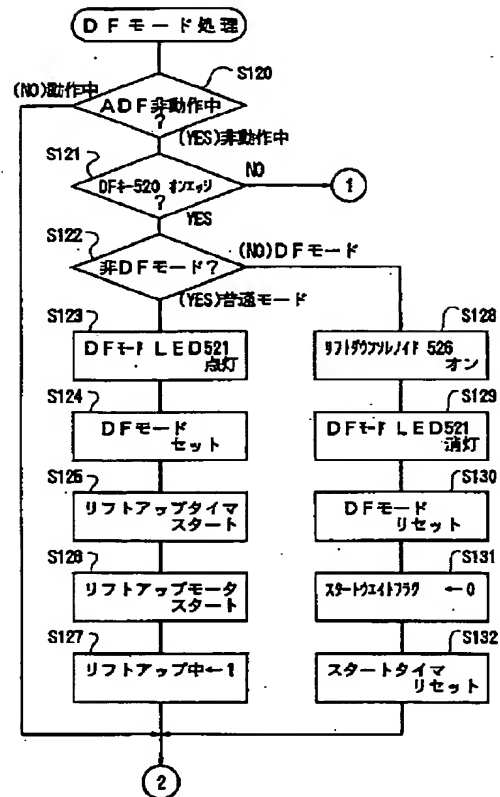 DFモード処理
S120
(NO)動作中
ADF非動作中
?
(YES)非動作中
S121
DFキー520 オンエッジ
?
NO
1
YES
S122
非DFモード?
(NO)DFモード
(YES)普通モード
S123
DFモードLED521
点灯
S124
DFモード
セット
S125
リフトアップタイマ
スタート
S126
リフトアップモータ
スタート
S127
リフトアップ中←1
S128
リフトダウンソレノイド 526
オン
S129
DFモードLED521
消灯
S130
DFモード
リセット
S131
スタートウエイトフラグ ←0
S132
スタートタイマ
リセット
2